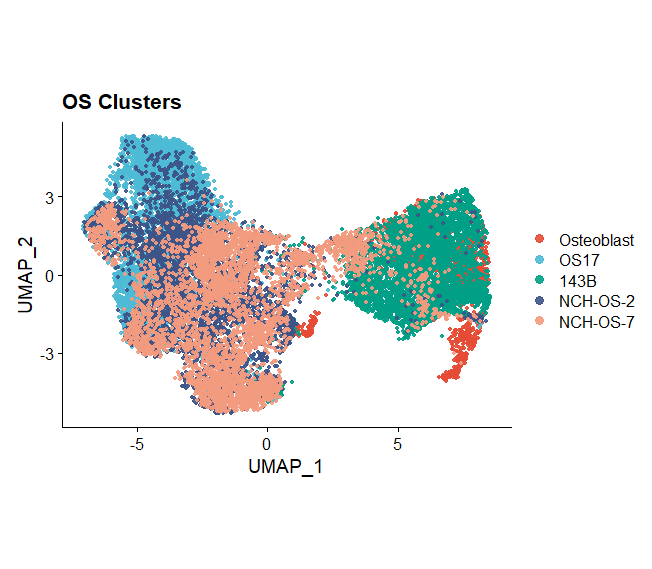 OS Clusters
UMAP_2
3
0
-3
-5
0
5
UMAP_1
Osteoblast
OS17
143B
NCH-OS-2
NCH-OS-7